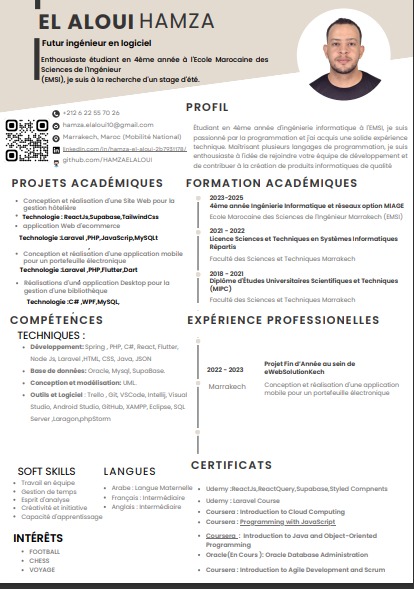 EL ALOUI HAMZA
Futur ingénieur en logiciel
Enthousiaste étudiant en 4ème année à l'Ecole Marocaine des
Sciences de l'Ingénieur
(EMSI), je suis à la recherche d'un stage d'été.
+212 6 22 55 70 26
hamza.elaloui10@gmail.com
Marrakech, Maroc (Mobilité National)
github.com/HAMZAELALOUI
PROFIL
Étudiant en 4ème année d'ingénierie informatique à l'EMSI, je suis
passionné par la programmation et j'ai acquis une solide expérience
technique. Maîtrisant plusieurs langages de programmation, je suis
enthousiaste à l'idée de rejoindre votre équipe de développement et
de contribuer à la création de produits informatiques de qualité
PROJETS ACADÉMIQUES
• Conception et réalisation d'une Site Web pour la
gestion hôtelière
• Technologie : ReactJs,Supabase,TailwindCss
• application Web d'ecommerce
Technologie :Laravel ,PHP,JavaScrip,MySQLt
• Conception et réalisation d'une application mobile
pour un portefeuille électronique
Technologie :Laravel ,PHP,Flutter,Dart
• Réalisations d'une application Desktop pour la
gestion d'une bibliothèque
Technologie :C# ,WPF,MySQL,
FORMATION ACADÉMIQUES
2023-2025
4ème année Ingénierie Informatique et réseaux option MIAGE
Ecole Marocaine des Sciences de l'Ingénieur Marrakech (EMSI)
2021 - 2022
Licence Sciences et Techniques en Systèmes Informatiques
Répartis
Faculté des Sciences et Techniques - Marrakech
2018 - 2021
Diplôme d'Études Universitaires Scientifiques et Techniques
(MIPC)
Faculté des Sciences et Techniques - Marrakech
COMPÉTENCES
TECHNIQUES :
• Développement: Spring , PHP, C#, React, Flutter,
Node Js, Laravel ,HTML, CSS, Java, JSON
• Base de données: Oracle, Mysql, SupaBase.
• Conception et modélisation: UML.
• Outils et Logiciel : Trello , Git, VSCode, Intellij, Visual
Studio, Android Studio, GitHub, XAMPP, Eclipse, SQL
Server ,Laragon,phpStorm
EXPÉRIENCE PROFESSIONELLES
2022 - 2023
Marrakech
Projet Fin d'Année au sein de
eWebSolutionKech
Conception et réalisation d'une application
mobile pour un portefeuille électronique
SOFT SKILLS
• Travail en équipe
• Gestion de temps
• Esprit d'analyse
• Créativité et initiative
• Capacité d'apprentissage
LANGUES
• Arabe : Langue Maternelle
• Français : Intermédiaire
• Anglais : Intermédiaire
INTÉRÊTS
• FOOTBALL
• CHESS
• VOYAGE
CERTIFICATS
• Udemy :ReactJs,ReactQuery,Supabase,Styled Compnents
• Udemy : Laravel Course
• Coursera : Introduction to Cloud Computing
• Coursera : Programming with JavaScript
• Coursera : Introduction to Java and Object-Oriented
Programming
• Oracle(En Cours ): Oracle Database Administration
• Coursera : Introduction to Agile Development and Scrum